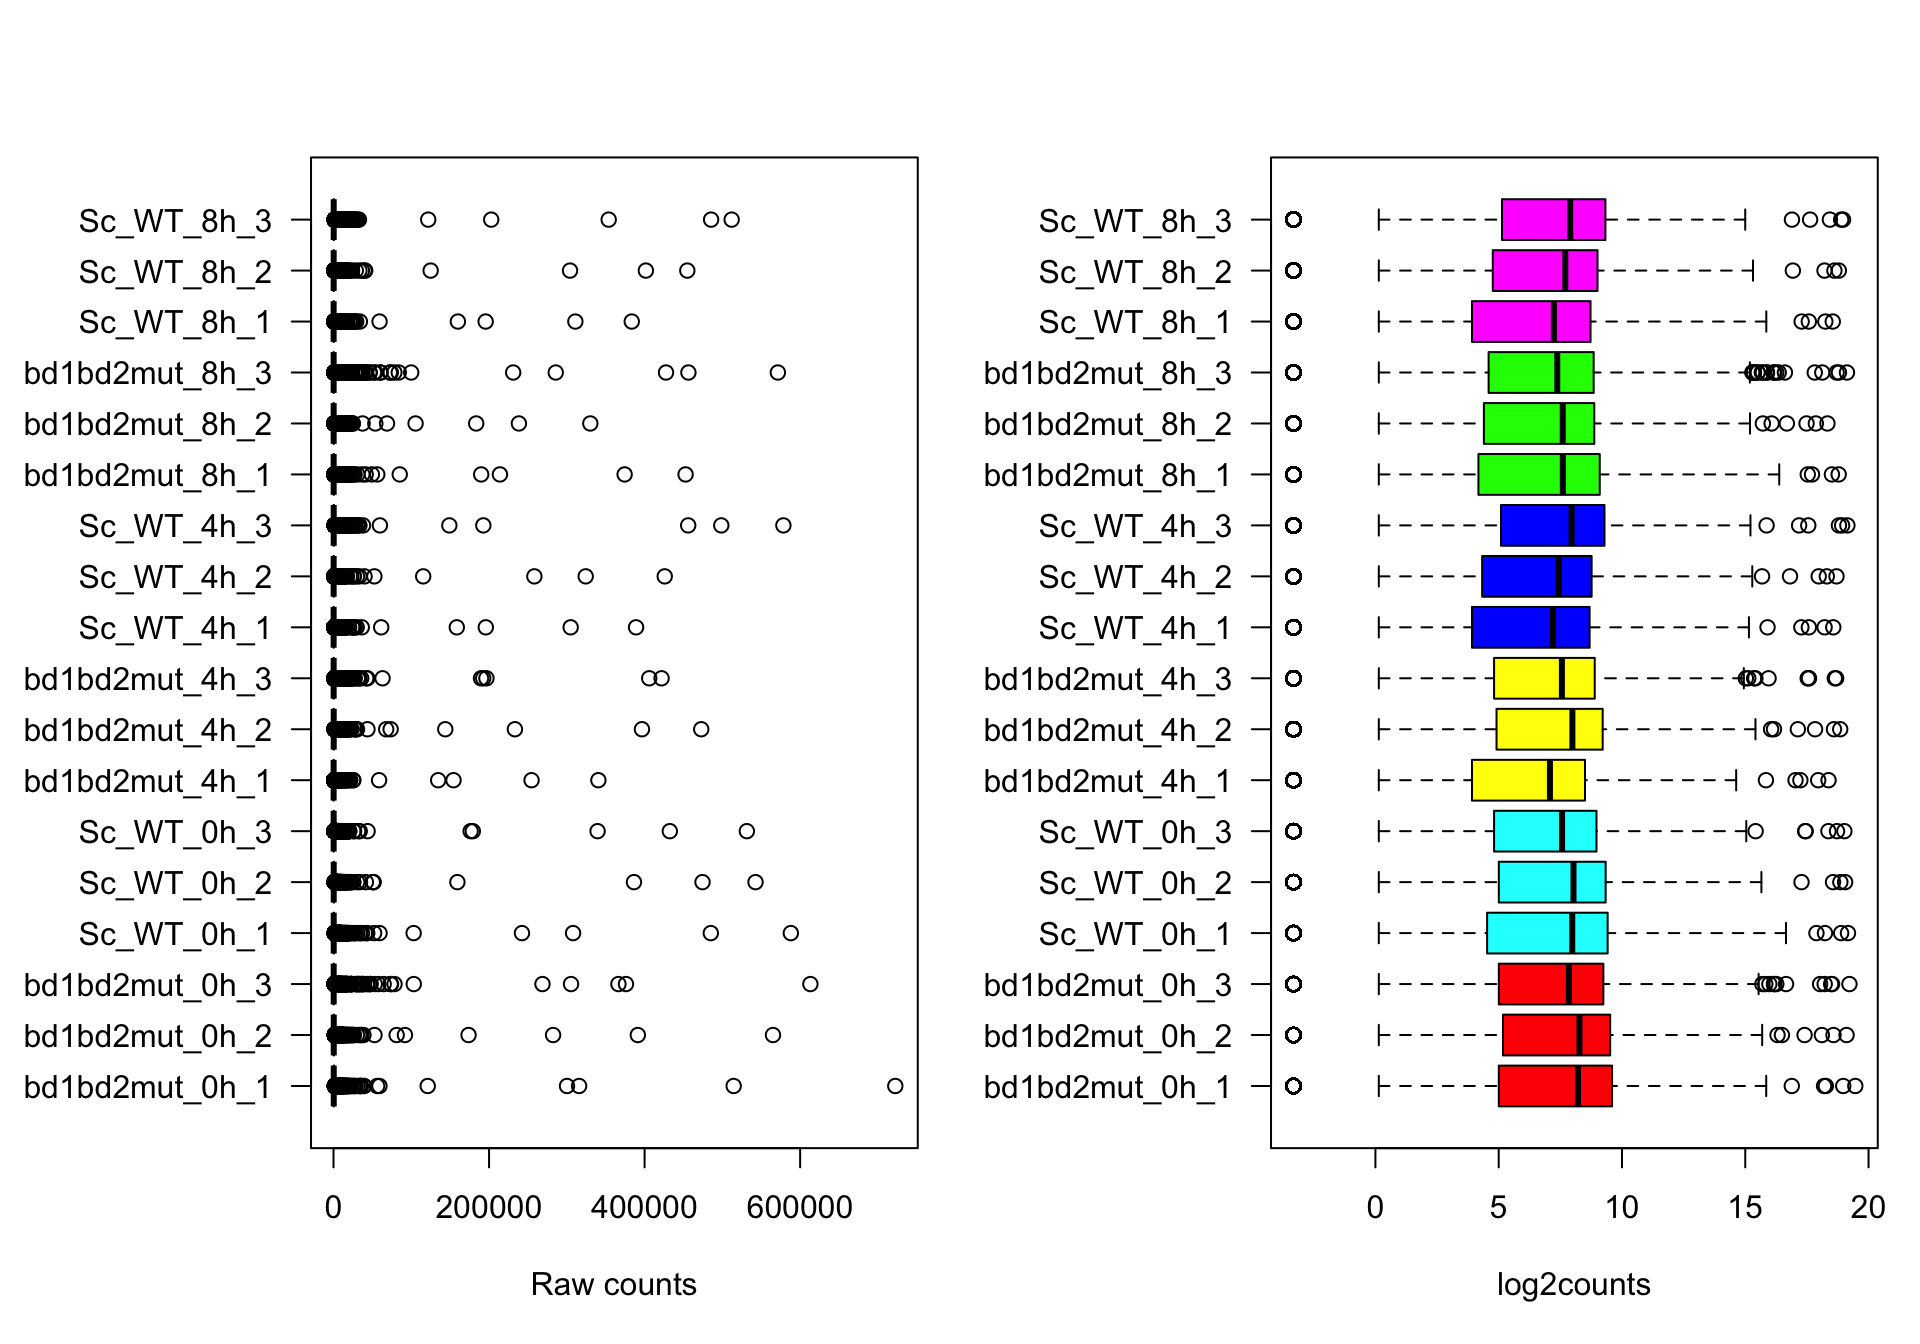 Sc_WT_8h_3
Sc_WT_8h_2
Sc_WT_8h_1
bd1bd2mut_8h_3
bd1bd2mut_8h_2
bd1bd2mut_8h_1
Sc_WT_4h_3
Sc_WT_4h_2
Sc_WT_4h_1
bd1bd2mut_4h_3
bd1bd2mut_4h_2
bd1bd2mut_4h_1
Sc_WT_0h_3
Sc_WT_0h_2
Sc_WT_0h_1
bd1bd2mut_0h_3
bd1bd2mut_0h_2
bd1bd2mut_0h_1
0 200000 400000 600000
Raw counts
Sc_WT_8h_3
Sc_WT_8h_2
Sc_WT_8h_1
bd1bd2mut_8h_3
bd1bd2mut_8h_2
bd1bd2mut_8h_1
Sc_WT_4h_3
Sc_WT_4h_2
Sc_WT_4h_1
bd1bd2mut_4h_3
bd1bd2mut_4h_2
bd1bd2mut_4h_1
Sc_WT_0h_3
Sc_WT_0h_2
Sc_WT_0h_1
bd1bd2mut_0h_3
bd1bd2mut_0h_2
bd1bd2mut_0h_1
0 5 10 15 20
log2counts